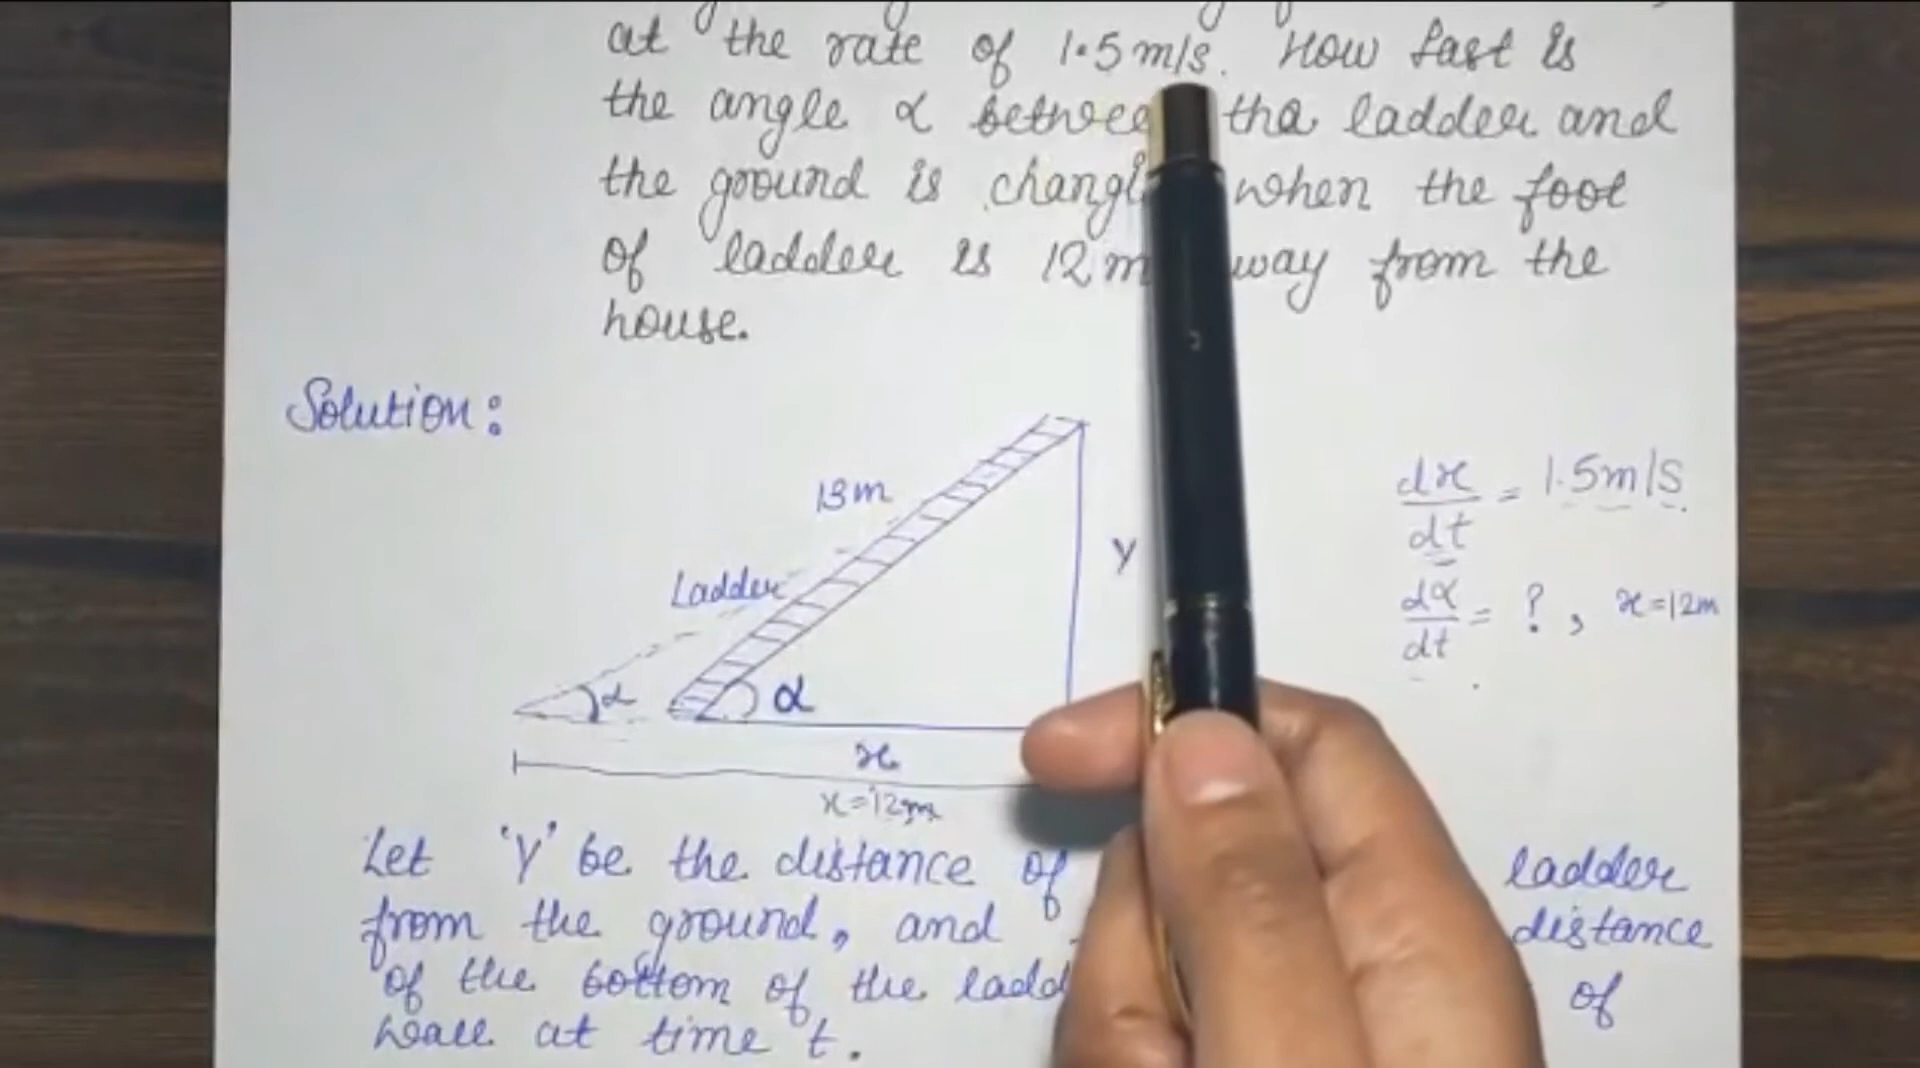 at the rate of 1.5 m/s. How fast is
the angle α between the ladder and
the ground is changi when the foot
of ladder is 12 m way from the
house.
Solution:
13m
Ladder
y
α
α
x
x=12m
dx/dt = 1.5m/s.
dα/dt = ?, x=12m
Let 'Y' be the distance of ladder
from the ground, and distance
of the bottom of the ladd of
wall at time t.